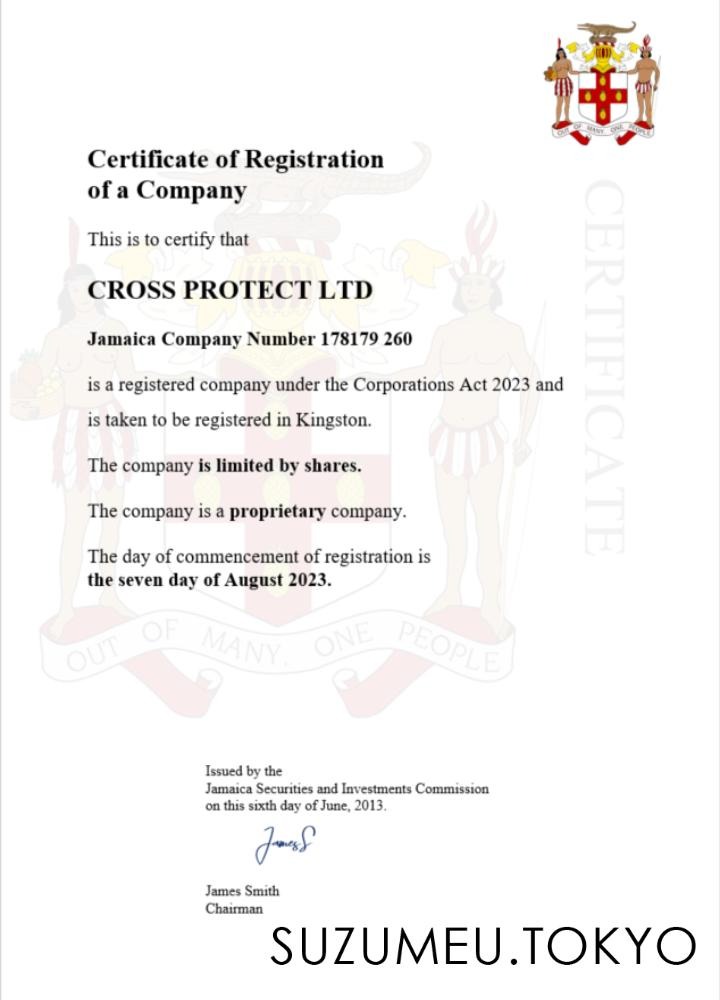 OUT OF MANY, ONE PEOPLE
Certificate of Registration
of a Company
This is to certify that
CROSS PROTECT LTD
Jamaica Company Number 178179 260
is a registered company under the Corporations Act 2023 and
is taken to be registered in Kingston.
The company is limited by shares.
The company is a proprietary company.
The day of commencement of registration is
the seven day of August 2023.
CERTIFICATE
OUT OF MANY, ONE PEOPLE
Issued by the
Jamaica Securities and Investments Commission
on this sixth day of June, 2013.
JamesS
James Smith
Chairman
SUZUMEU.TOKYO